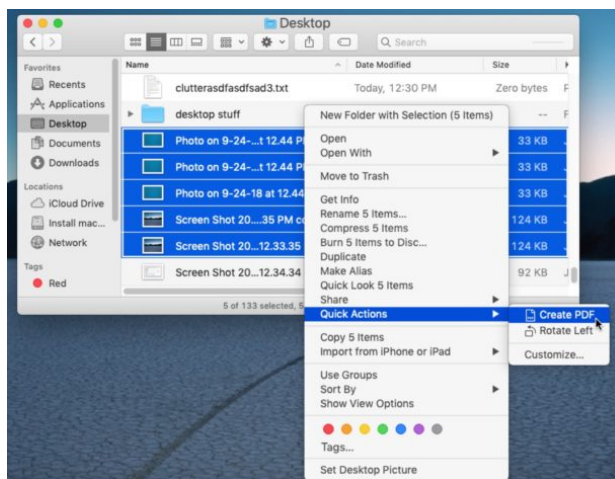 Desktop
Search
Favorites
Recents
Applications
Desktop
Documents
Downloads
Locations
iCloud Drive
Install mac...
Network
Tags
Red
Name
Date Modified
Size
clutterasdfasdfsad3.txt
Today, 12:30 PM
Zero bytes
desktop stuff
--
Photo on 9-24-...t 12.44 P
33 KB
Photo on 9-24-...t 12.44 P
33 KB
Photo on 9-24-18 at 12.44
33 KB
Screen Shot 20....35 PM co
124 KB
Screen Shot 20...12.33.35
124 KB
Screen Shot 20...12.34.34
92 KB
5 of 133 selected, 5
New Folder with Selection (5 Items)
Open
Open With
Move to Trash
Get Info
Rename 5 Items...
Compress 5 Items
Burn 5 Items to Disc...
Duplicate
Make Alias
Quick Look 5 Items
Share
Quick Actions
Copy 5 Items
Import from iPhone or iPad
Use Groups
Sort By
Show View Options
Tags...
Set Desktop Picture
Create PDF
Rotate Left
Customize...